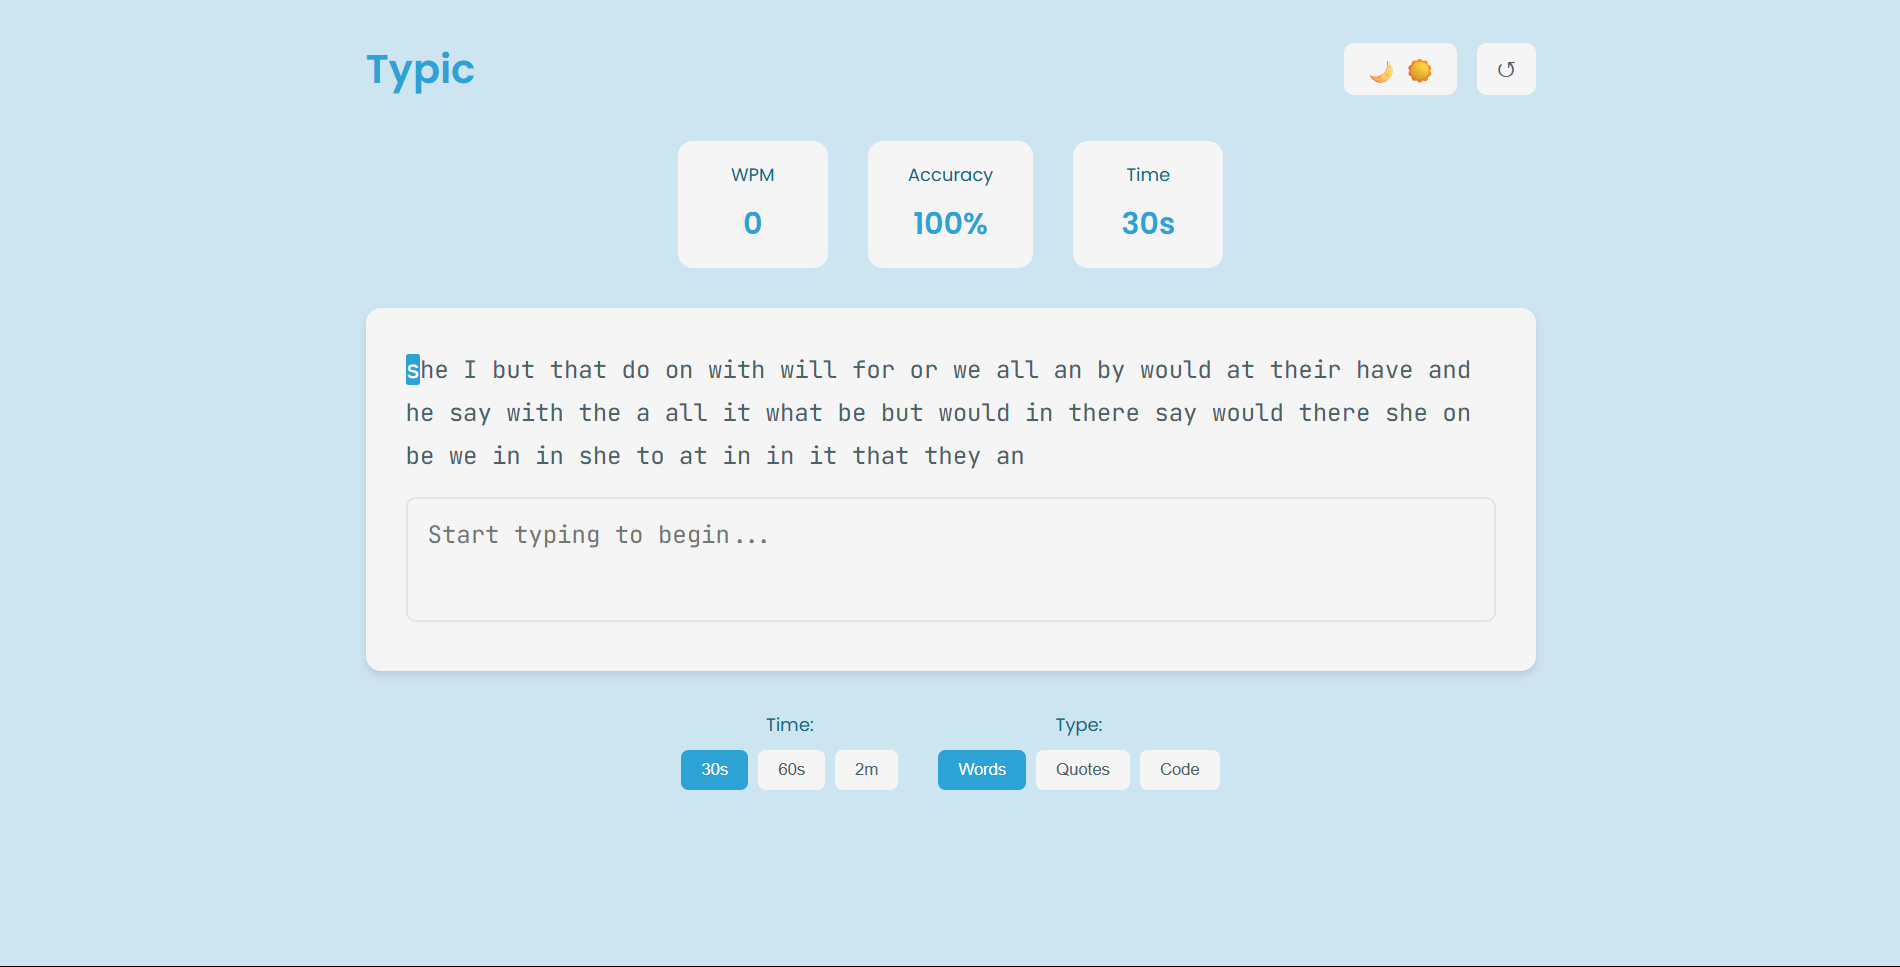 Typic
WPM
0
Accuracy
100%
Time
30s
she I but that do on with will for or we all an by would at their have and
he say with the a all it what be but would in there say would there she on
be we in in she to at in in it that they an
Start typing to begin...
Time:
30s 60s 2m
Type:
Words Quotes Code